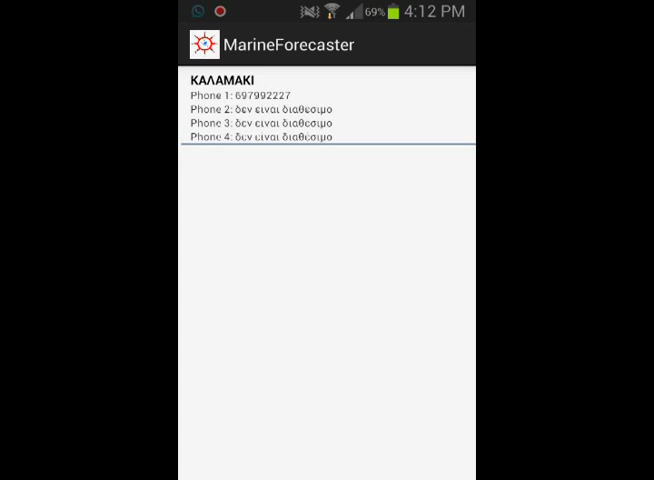 69% 4:12 PM
MarineForecaster
ΚΑΛΑΜΑΚΙ
Phone 1: 697992227
Phone 2: δεν ειναι διαθεσιμο
Phone 3: δεν ειναι διαθεσιμο
Phone 4: δεν ειναι διαθεσιμο